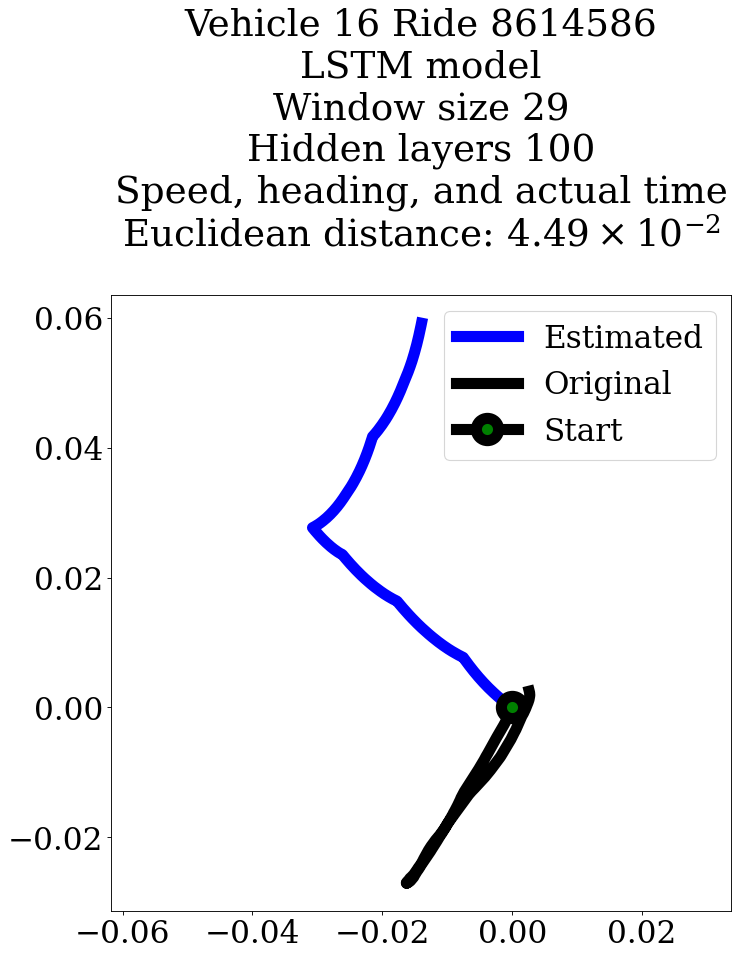 Vehicle 16 Ride 8614586
LSTM model
Window size 29
Hidden layers 100
Speed, heading, and actual time
Euclidean distance: 4.49 × 10⁻²
Estimated
Original
Start
0.06
0.04
0.02
0.00
−0.02
−0.06
−0.04
−0.02
0.00
0.02